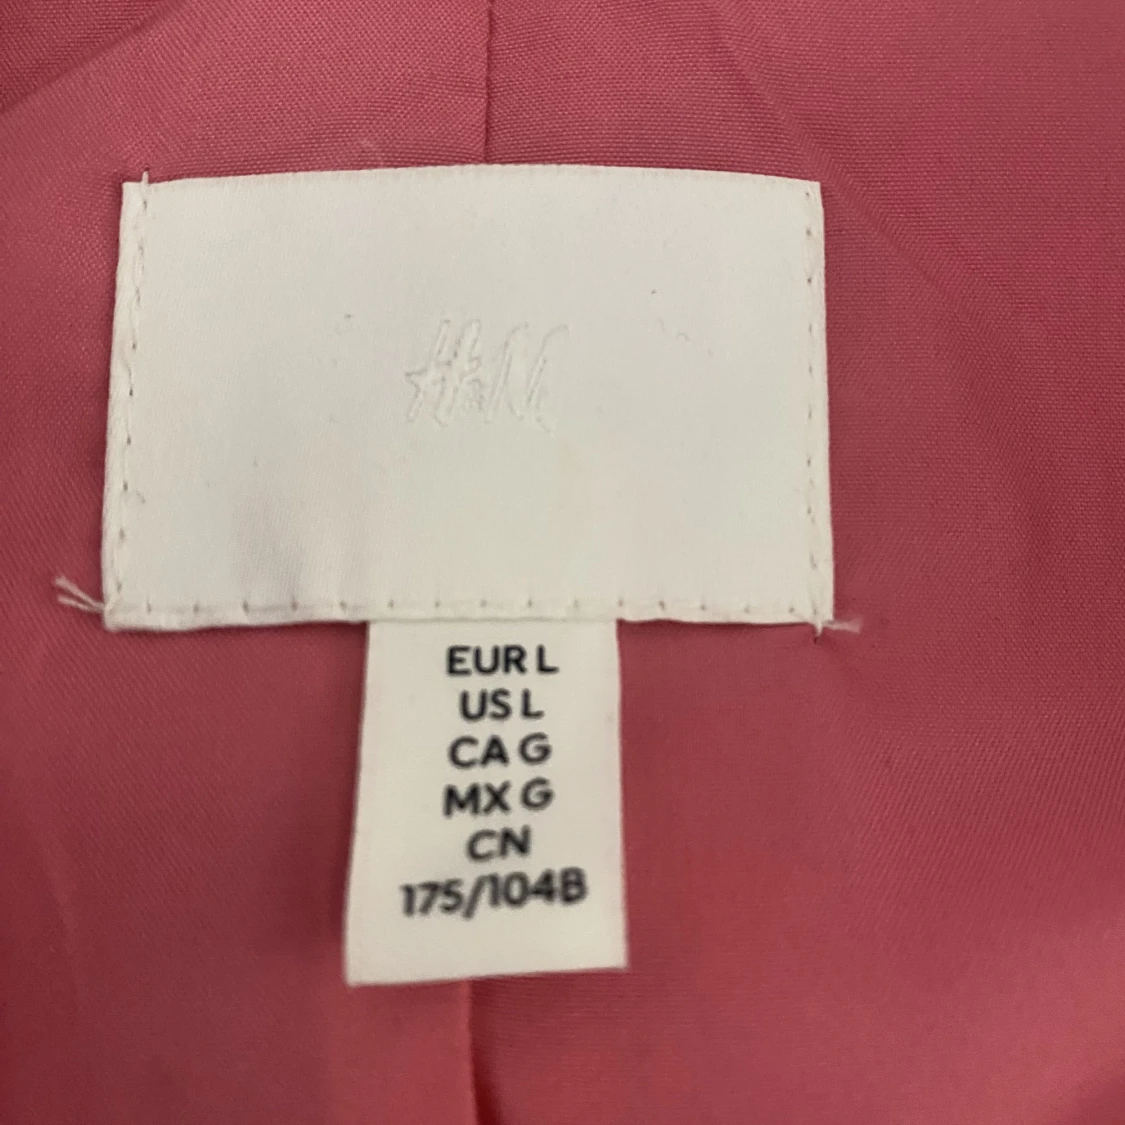 H&M
EUR L
US L
CA G
MX G
CN
175/104B